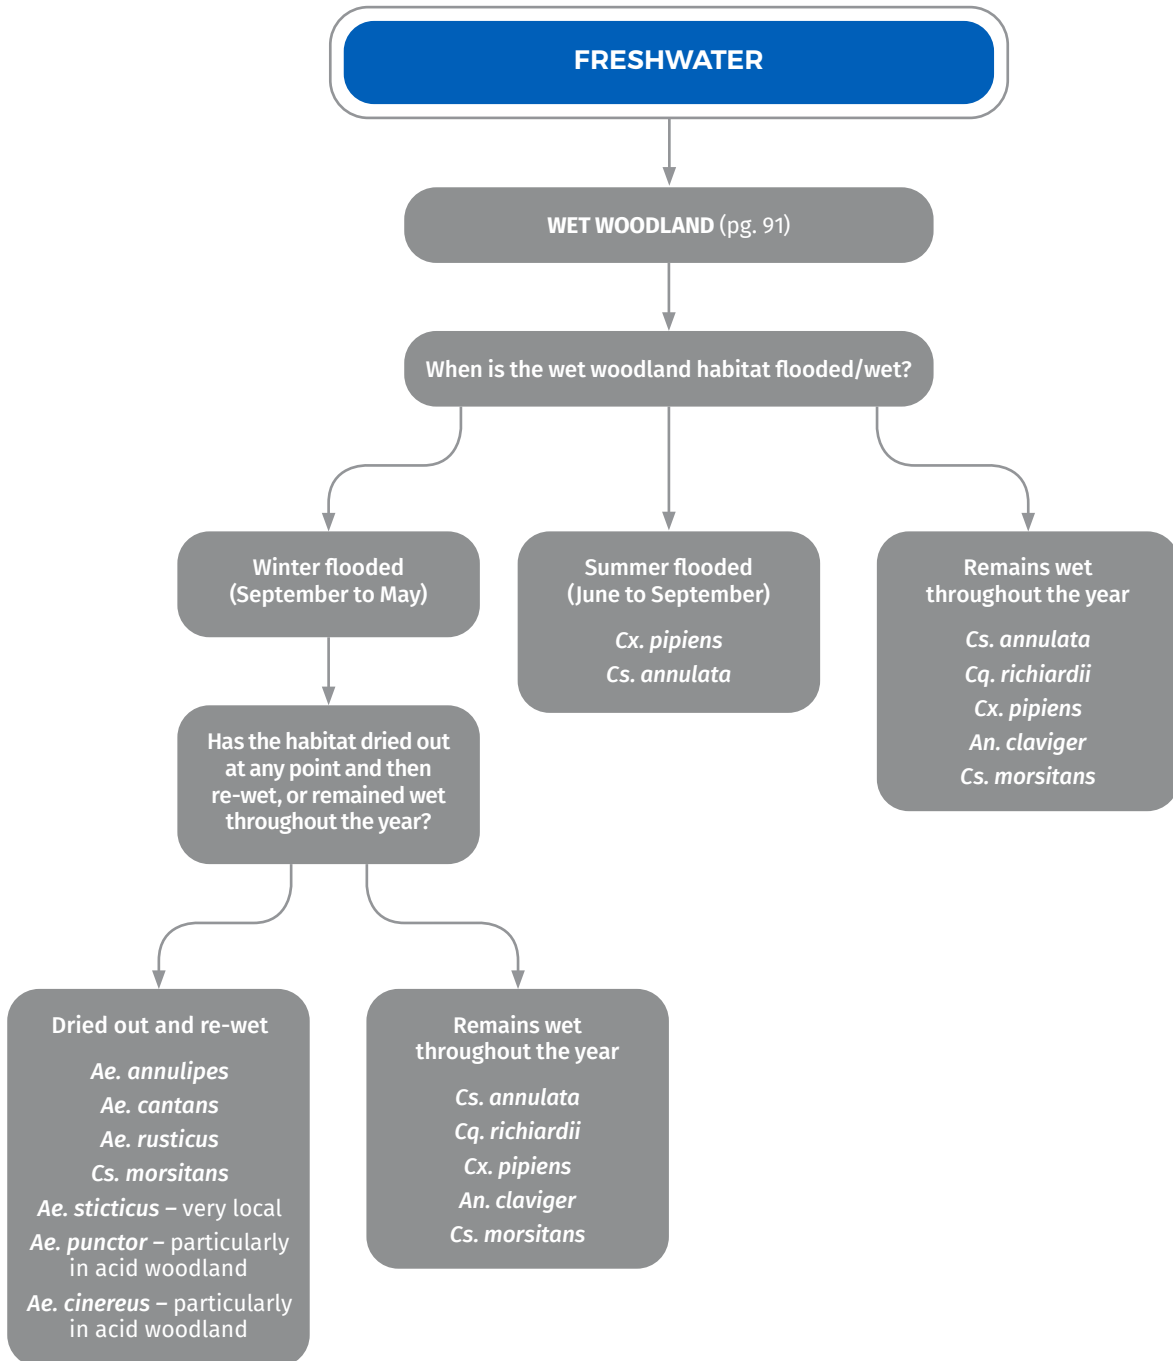 FRESHWATER
WET WOODLAND (pg. 91)
When is the wet woodland habitat flooded/wet?
Winter flooded
(September to May)
Summer flooded
(June to September)
Cx. pipiens
Cs. annulata
Remains wet
throughout the year
Cs. annulata
Cq. richiardii
Cx. pipiens
An. claviger
Cs. morsitans
Has the habitat dried out
at any point and then
re-wet, or remained wet
throughout the year?
Dried out and re-wet
Ae. annulipes
Ae. cantans
Ae. rusticus
Cs. morsitans
Ae. sticticus – very local
Ae. punctor – particularly
in acid woodland
Ae. cinereus – particularly
in acid woodland
Remains wet
throughout the year
Cs. annulata
Cq. richiardii
Cx. pipiens
An. claviger
Cs. morsitans